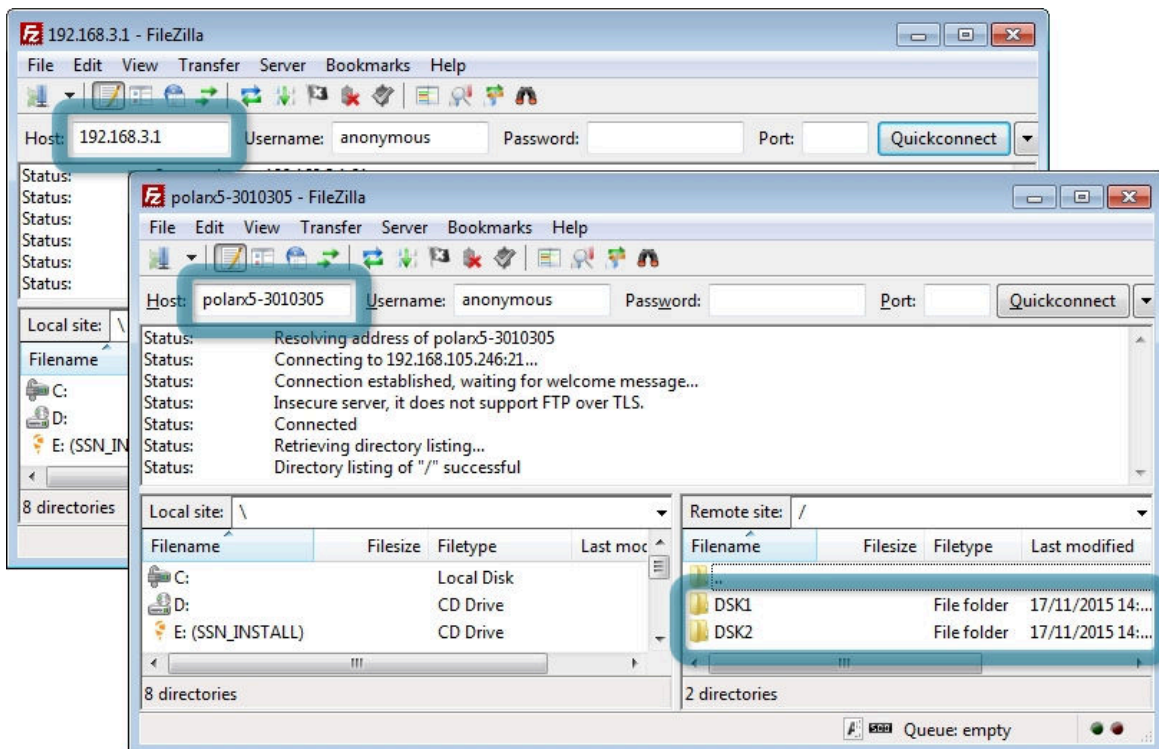 192.168.3.1 - FileZilla
File Edit View Transfer Server Bookmarks Help
Host: 192.168.3.1 Username: anonymous Password: Port: Quickconnect
Status:
Status:
Status:
Status:
Status:
Status:
Local site: \
Filename
C:
D:
E: (SSN_IN
8 directories
polarx5-3010305 - FileZilla
File Edit View Transfer Server Bookmarks Help
Host: polarx5-3010305 Username: anonymous Password: Port: Quickconnect
Status: Resolving address of polarx5-3010305
Status: Connecting to 192.168.105.246:21...
Status: Connection established, waiting for welcome message...
Status: Insecure server, it does not support FTP over TLS.
Status: Connected
Status: Retrieving directory listing...
Status: Directory listing of "/" successful
Local site: \
Filename Filesize Filetype Last moc
C: Local Disk
D: CD Drive
E: (SSN_INSTALL) CD Drive
8 directories
Remote site: /
Filename Filesize Filetype Last modified
..
DSK1 File folder 17/11/2015 14:...
DSK2 File folder 17/11/2015 14:...
2 directories
Queue: empty